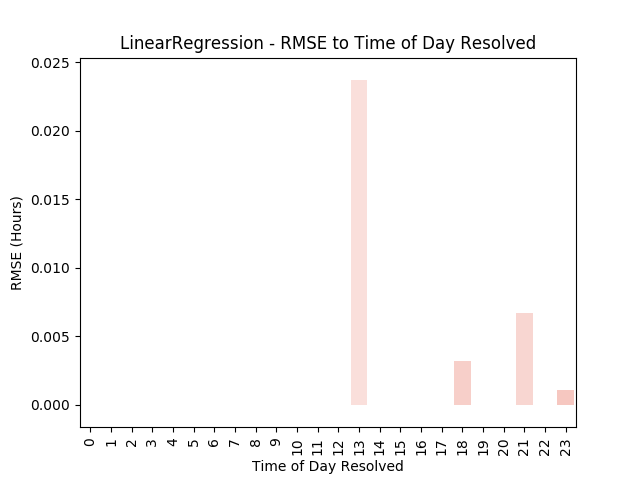 LinearRegression - RMSE to Time of Day Resolved
0.025
0.020
0.015
0.010
0.005
0.000
RMSE (Hours)
0 1 2 3 4 5 6 7 8 9 10 11 12 13 14 15 16 17 18 19 20 21 22 23
Time of Day Resolved